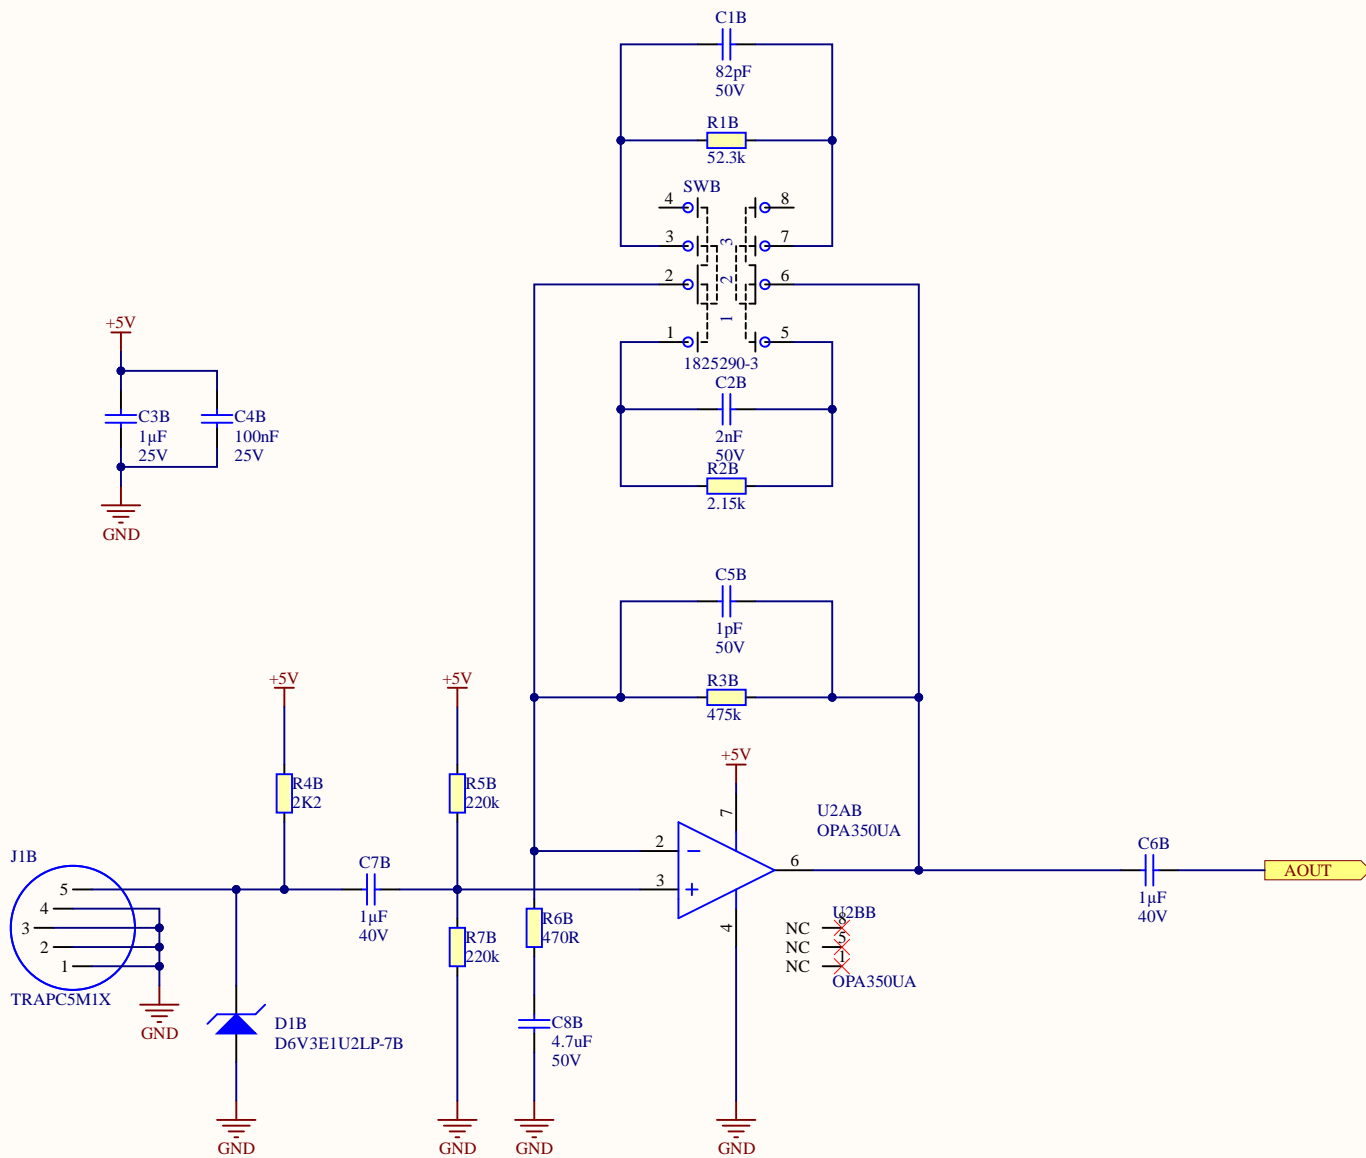 C1B
82pF
50V
R1B
52.3k
SWB
4
8
3
7
3
2
6
2
1
1
5
1825290-3
C2B
2nF
50V
R2B
2.15k
+5V
C3B
1µF
25V
C4B
100nF
25V
GND
C5B
1pF
50V
R3B
475k
+5V
+5V
+5V
R4B
2K2
R5B
220k
7
U2AB
OPA350UA
2
3
6
4
J1B
5
4
3
2
1
TRAPC5M1X
GND
C7B
1µF
40V
R7B
220k
R6B
470R
C6B
1µF
40V
AOUT
U2BB
NC
8
NC
5
NC
1
OPA350UA
D1B
D6V3E1U2LP-7B
C8B
4.7uF
50V
GND
GND
GND
GND